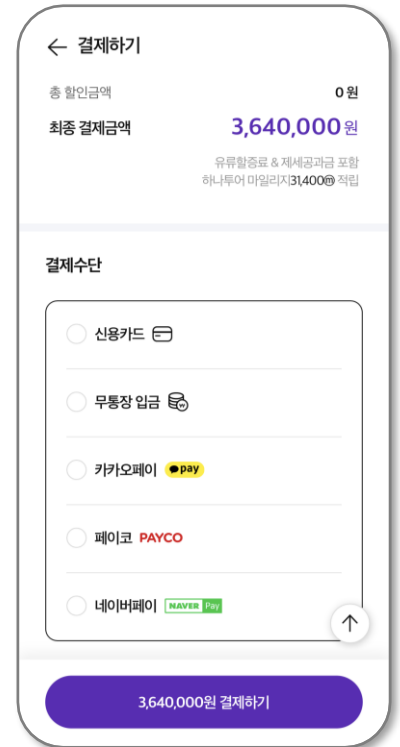 결제하기
총 할인금액 0원
최종 결제금액 3,640,000원
유류할증료 & 제세공과금 포함
하나투어 마일리지31,400ⓜ 적립
결제수단
신용카드
무통장 입금 W
카카오페이 pay
페이코 PAYCO
네이버페이 NAVER Pay
3,640,000원 결제하기